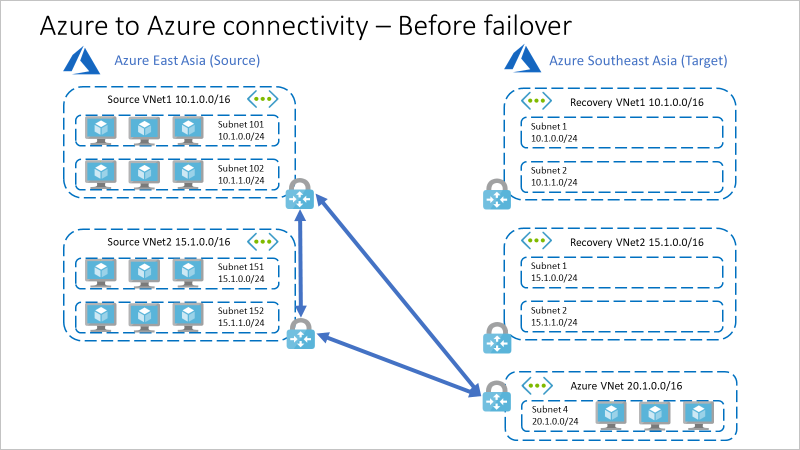 Azure to Azure connectivity – Before failover
Azure East Asia (Source)
Source VNet1 10.1.0.0/16
Subnet 101
10.1.0.0/24
Subnet 102
10.1.1.0/24
Source VNet2 15.1.0.0/16
Subnet 151
15.1.0.0/24
Subnet 152
15.1.1.0/24
Azure Southeast Asia (Target)
Recovery VNet1 10.1.0.0/16
Subnet 1
10.1.0.0/24
Subnet 2
10.1.1.0/24
Recovery VNet2 15.1.0.0/16
Subnet 1
15.1.0.0/24
Subnet 2
15.1.1.0/24
Azure VNet 20.1.0.0/16
Subnet 4
20.1.0.0/24